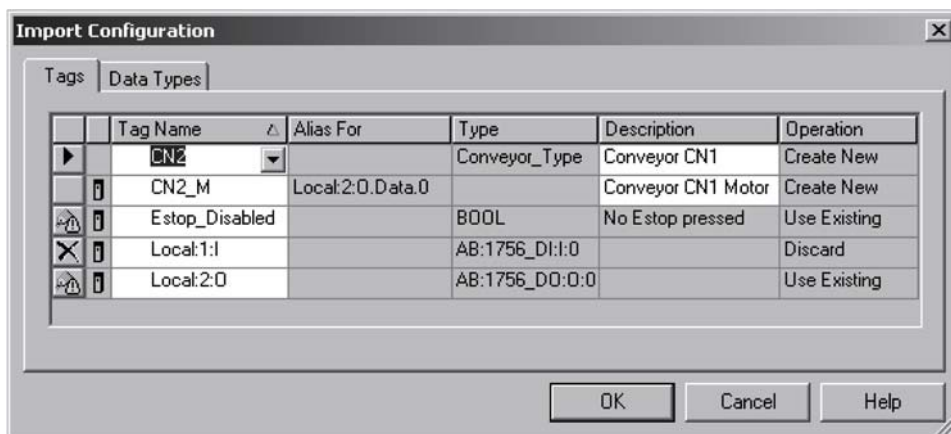 Import Configuration
Tags Data Types
Tag Name Alias For Type Description Operation
CN2 Conveyor_Type Conveyor CN1 Create New
CN2_M Local:2:O.Data.0 Conveyor CN1 Motor Create New
Estop_Disabled BOOL No Estop pressed Use Existing
Local:1:I AB:1756_DI:I:0 Discard
Local:2:O AB:1756_DO:O:0 Use Existing
OK Cancel Help